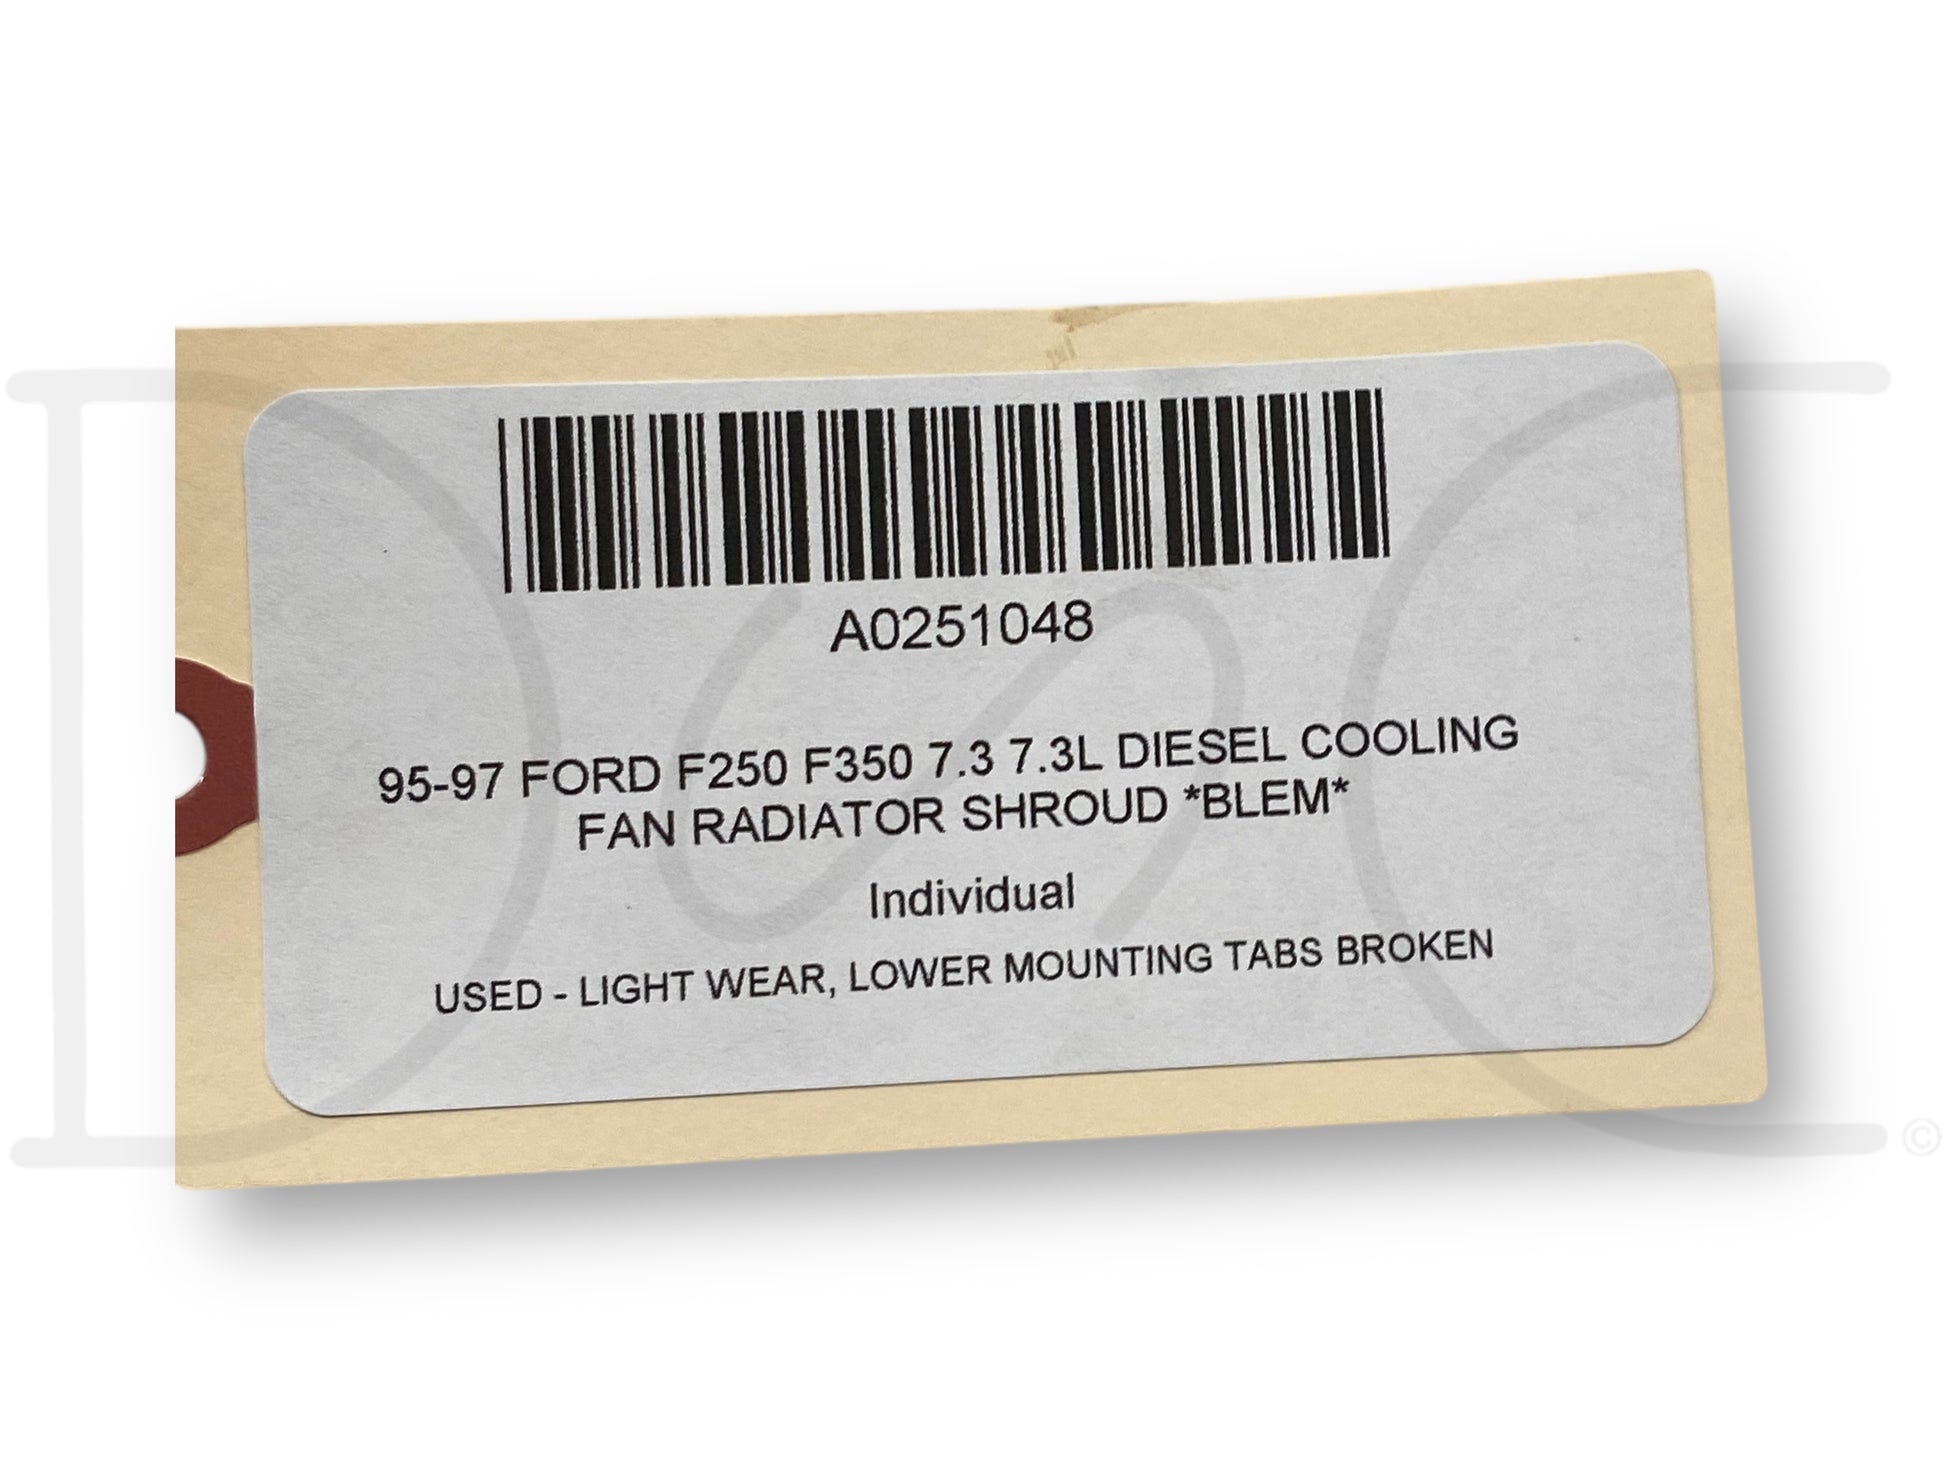 A0251048
95-97 FORD F250 F350 7.3 7.3L DIESEL COOLING
FAN RADIATOR SHROUD *BLEM*
Individual
USED - LIGHT WEAR, LOWER MOUNTING TABS BROKEN
©